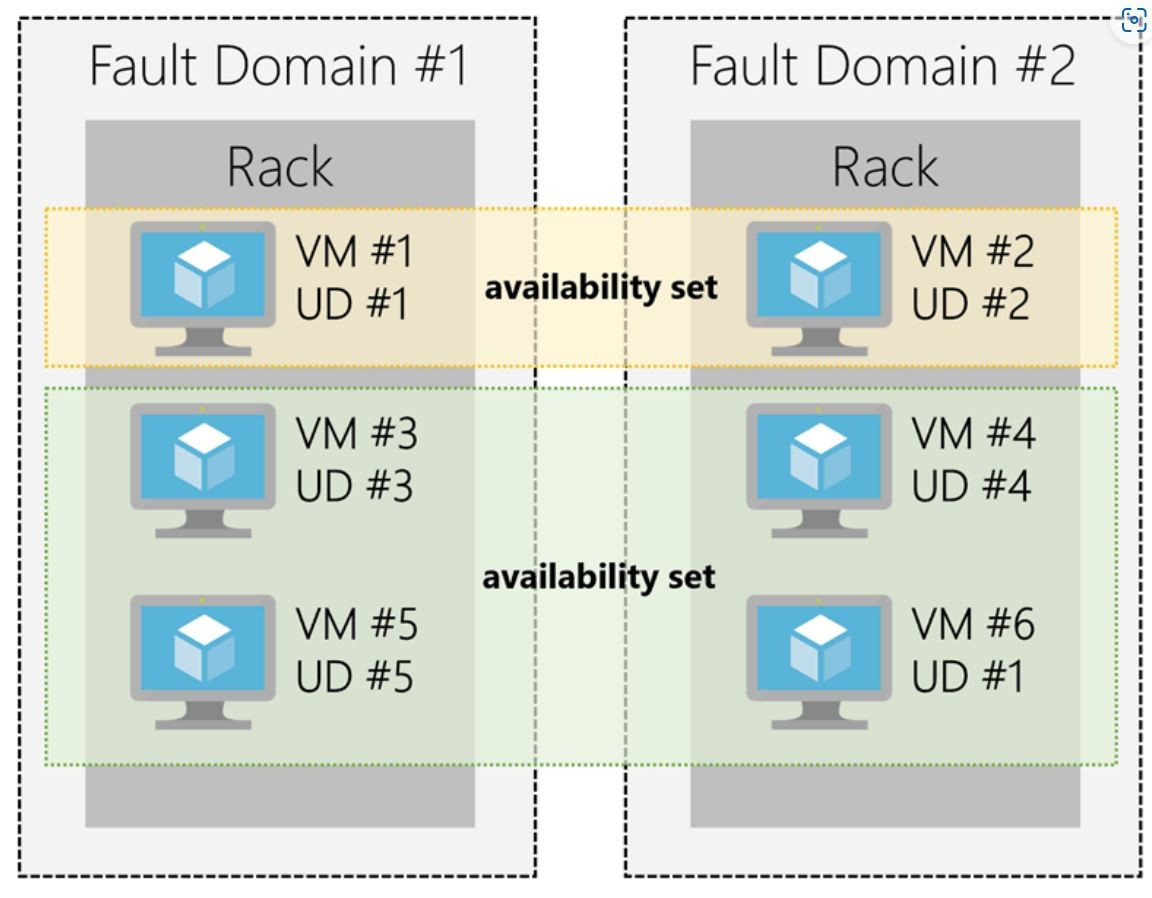 Fault Domain #1
Fault Domain #2
Rack
Rack
VM #1
UD #1
availability set
VM #2
UD #2
VM #3
UD #3
VM #4
UD #4
availability set
VM #5
UD #5
VM #6
UD #1